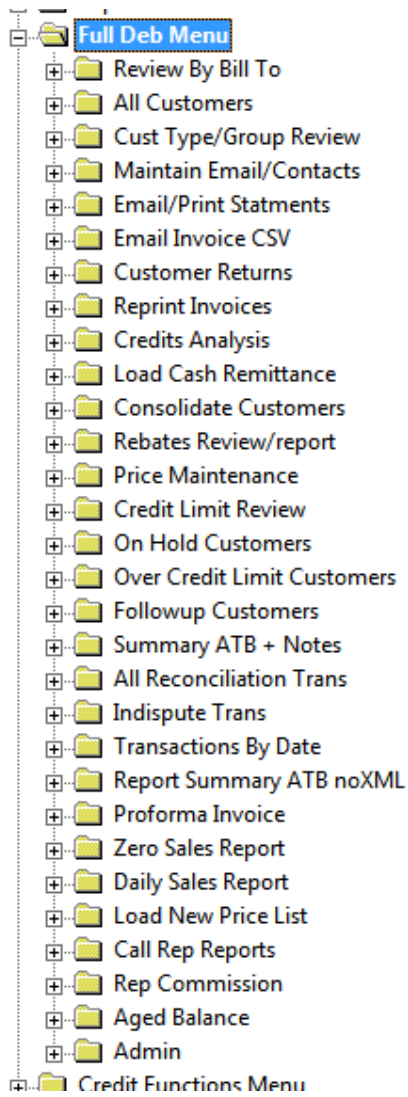 Full Deb Menu
Review By Bill To
All Customers
Cust Type/Group Review
Maintain Email/Contacts
Email/Print Statments
Email Invoice CSV
Customer Returns
Reprint Invoices
Credits Analysis
Load Cash Remittance
Consolidate Customers
Rebates Review/report
Price Maintenance
Credit Limit Review
On Hold Customers
Over Credit Limit Customers
Followup Customers
Summary ATB + Notes
All Reconciliation Trans
Indispute Trans
Transactions By Date
Report Summary ATB noXML
Proforma Invoice
Zero Sales Report
Daily Sales Report
Load New Price List
Call Rep Reports
Rep Commission
Aged Balance
Admin
Credit Functions Menu